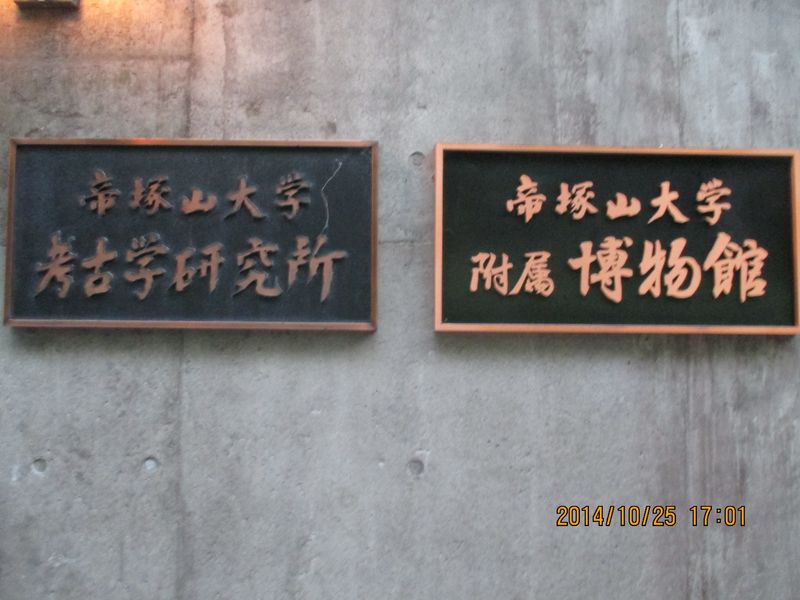 帝塚山大学
考古学研究所
帝塚山大学
附属 博物館
2014/10/25 17:01